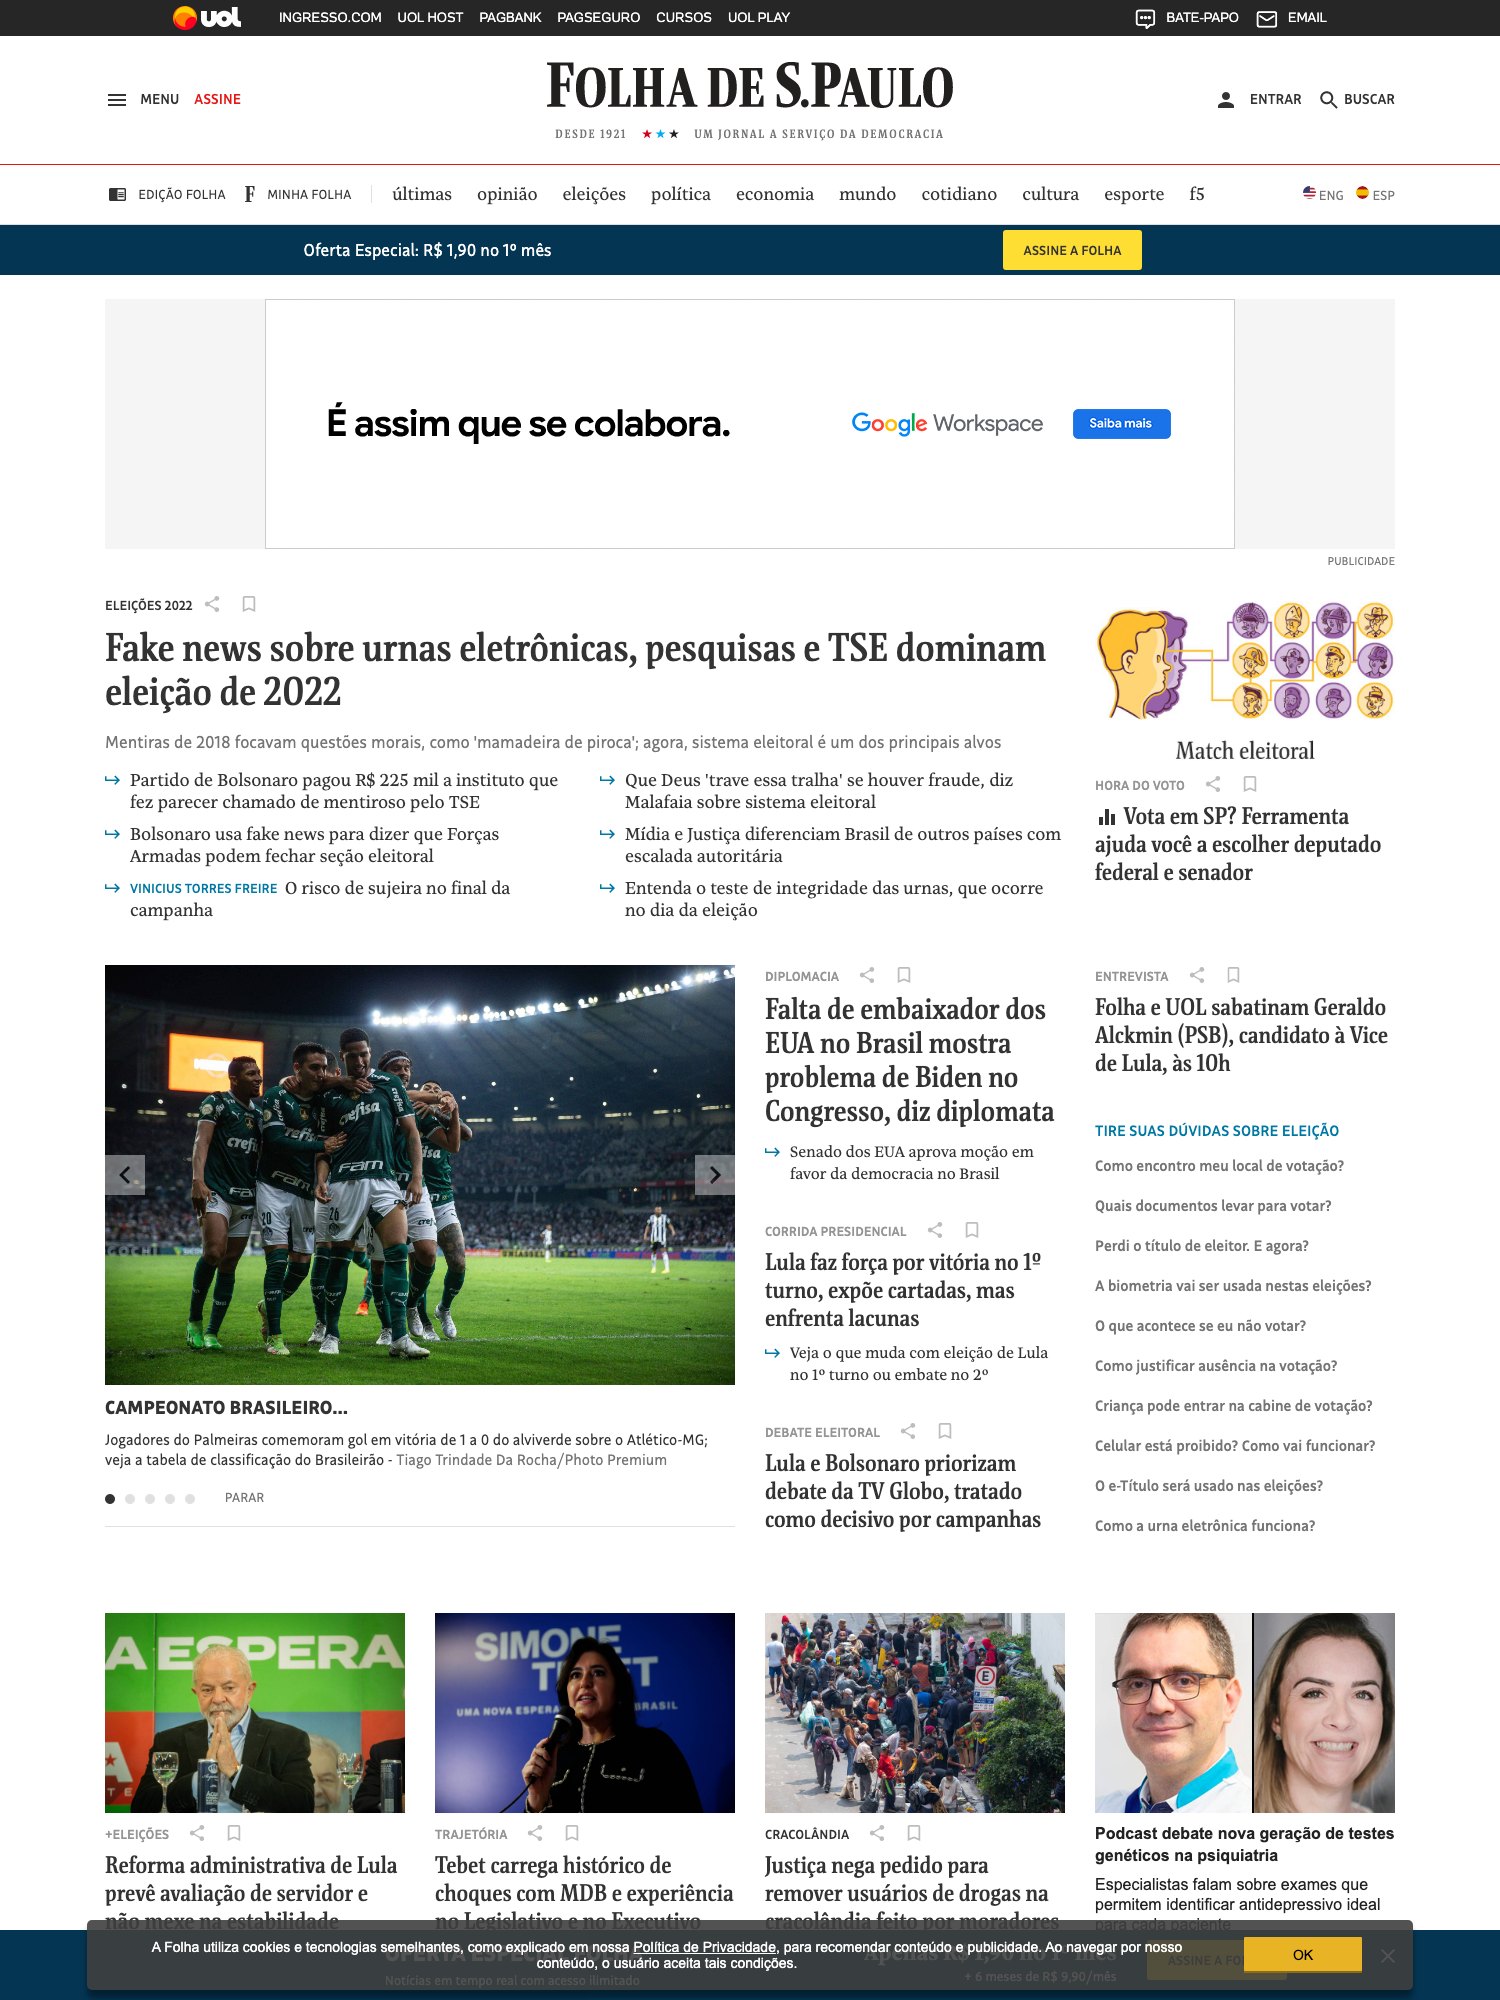 uol INGRESSO.COM UOL HOST PAGBANK PAGSEGURO CURSOS UOL PLAY BATE-PAPO EMAIL
MENU ASSINE
FOLHA DE S.PAULO
DESDE 1921 ★★★ UM JORNAL A SERVIÇO DA DEMOCRACIA
ENTRAR BUSCAR
EDIÇÃO FOLHA F MINHA FOLHA últimas opinião eleições política economia mundo cotidiano cultura esporte f5 ENG ESP
Oferta Especial: R$ 1,90 no 1º mês ASSINE A FOLHA
É assim que se colabora. Google Workspace Saiba mais
PUBLICIDADE
ELEIÇÕES 2022
Fake news sobre urnas eletrônicas, pesquisas e TSE dominam
eleição de 2022
Mentiras de 2018 focavam questões morais, como 'mamadeira de piroca'; agora, sistema eleitoral é um dos principais alvos
Partido de Bolsonaro pagou R$ 225 mil a instituto que
fez parecer chamado de mentiroso pelo TSE
Bolsonaro usa fake news para dizer que Forças
Armadas podem fechar seção eleitoral
VINICIUS TORRES FREIRE O risco de sujeira no final da
campanha
Que Deus 'trave essa tralha' se houver fraude, diz
Malafaia sobre sistema eleitoral
Mídia e Justiça diferenciam Brasil de outros países com
escalada autoritária
Entenda o teste de integridade das urnas, que ocorre
no dia da eleição
Match eleitoral
HORA DO VOTO
Vota em SP? Ferramenta
ajuda você a escolher deputado
federal e senador
crefisa
FAM
20
26
CAMPEONATO BRASILEIRO...
Jogadores do Palmeiras comemoram gol em vitória de 1 a 0 do alviverde sobre o Atlético-MG;
veja a tabela de classificação do Brasileirão - Tiago Trindade Da Rocha/Photo Premium
PARAR
DIPLOMACIA
Falta de embaixador dos
EUA no Brasil mostra
problema de Biden no
Congresso, diz diplomata
Senado dos EUA aprova moção em
favor da democracia no Brasil
CORRIDA PRESIDENCIAL
Lula faz força por vitória no 1º
turno, expõe cartadas, mas
enfrenta lacunas
Veja o que muda com eleição de Lula
no 1º turno ou embate no 2º
DEBATE ELEITORAL
Lula e Bolsonaro priorizam
debate da TV Globo, tratado
como decisivo por campanhas
ENTREVISTA
Folha e UOL sabatinam Geraldo
Alckmin (PSB), candidato à Vice
de Lula, às 10h
TIRE SUAS DÚVIDAS SOBRE ELEIÇÃO
Como encontro meu local de votação?
Quais documentos levar para votar?
Perdi o título de eleitor. E agora?
A biometria vai ser usada nestas eleições?
O que acontece se eu não votar?
Como justificar ausência na votação?
Criança pode entrar na cabine de votação?
Celular está proibido? Como vai funcionar?
O e-Título será usado nas eleições?
Como a urna eletrônica funciona?
A ESPERA
+ELEIÇÕES
Reforma administrativa de Lula
prevê avaliação de servidor e
não mexe na estabilidade
SIMONE
UMA NOVA ESPERA BRASIL
TRAJETÓRIA
Tebet carrega histórico de
choques com MDB e experiência
no Legislativo e no Executivo
E
CRACOLÂNDIA
Justiça nega pedido para
remover usuários de drogas na
cracolândia feito por moradores
Podcast debate nova geração de testes
genéticos na psiquiatria
Especialistas falam sobre exames que
permitem identificar antidepressivo ideal
para cada paciente
A Folha utiliza cookies e tecnologias semelhantes, como explicado em nossa Política de Privacidade, para recomendar conteúdo e publicidade. Ao navegar por nosso
conteúdo, o usuário aceita tais condições.
OK
Apenas R$ 1,90 no 1º mês
Notícias em tempo real com acesso ilimitado
+ 6 meses de R$ 9,90/mês
ASSINE A FO